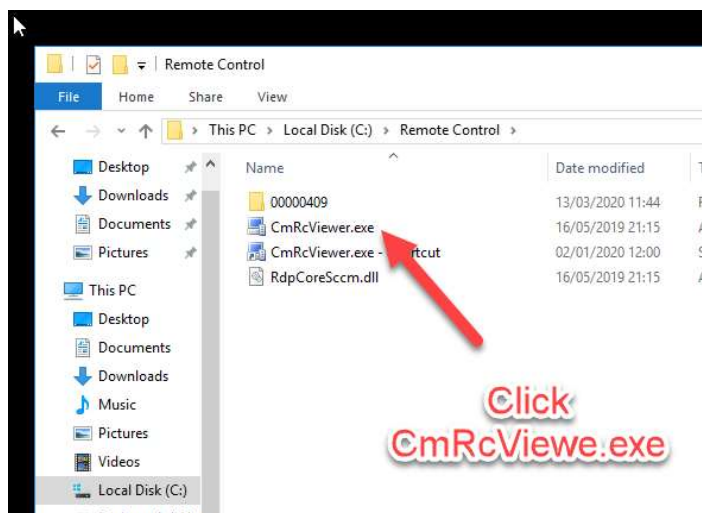 Remote Control
File Home Share View
This PC > Local Disk (C:) > Remote Control >
Name Date modified
Desktop
Downloads
Documents
Pictures
This PC
Desktop
Documents
Downloads
Music
Pictures
Videos
Local Disk (C:)
00000409 13/03/2020 11:44
CmRcViewer.exe 16/05/2019 21:15
CmRcViewer.exe - rtcut 02/01/2020 12:00
RdpCoreSccm.dll 16/05/2019 21:15
Click
CmRcViewe.exe